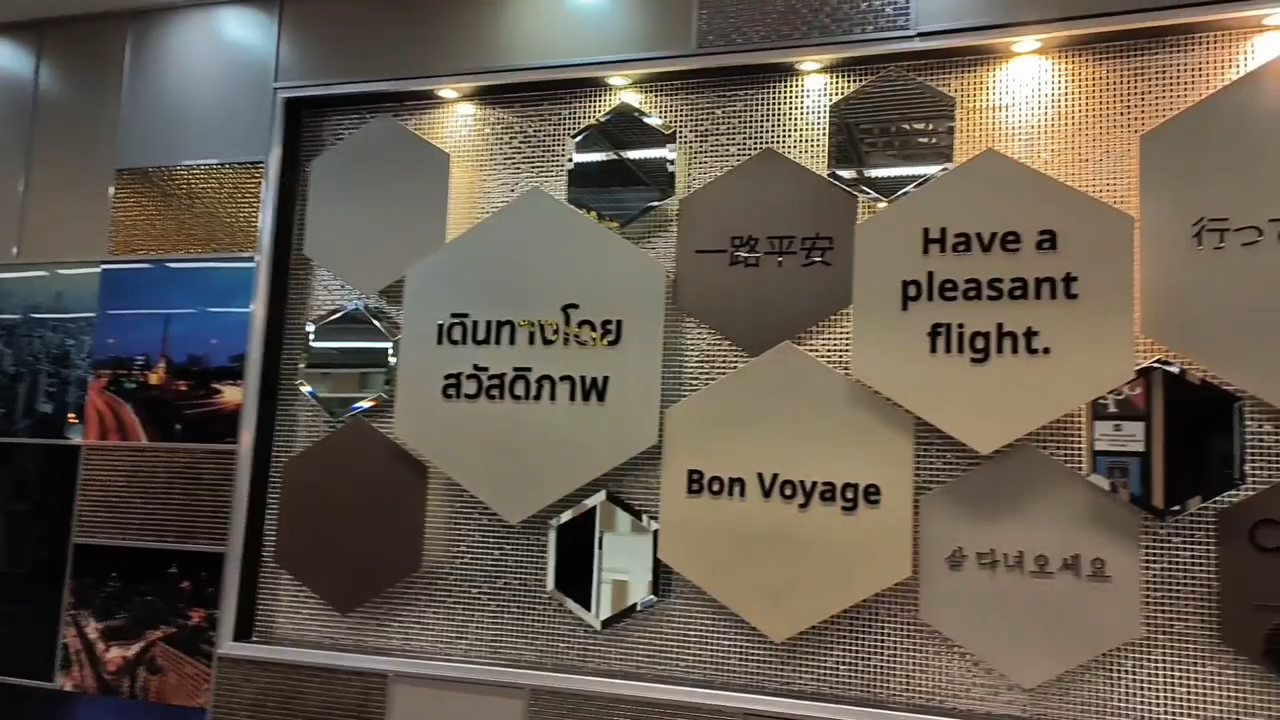 เดินทางโดย
สวัสดิภาพ
一路平安
Have a
pleasant
flight.
Bon Voyage
行って
다녀오세요